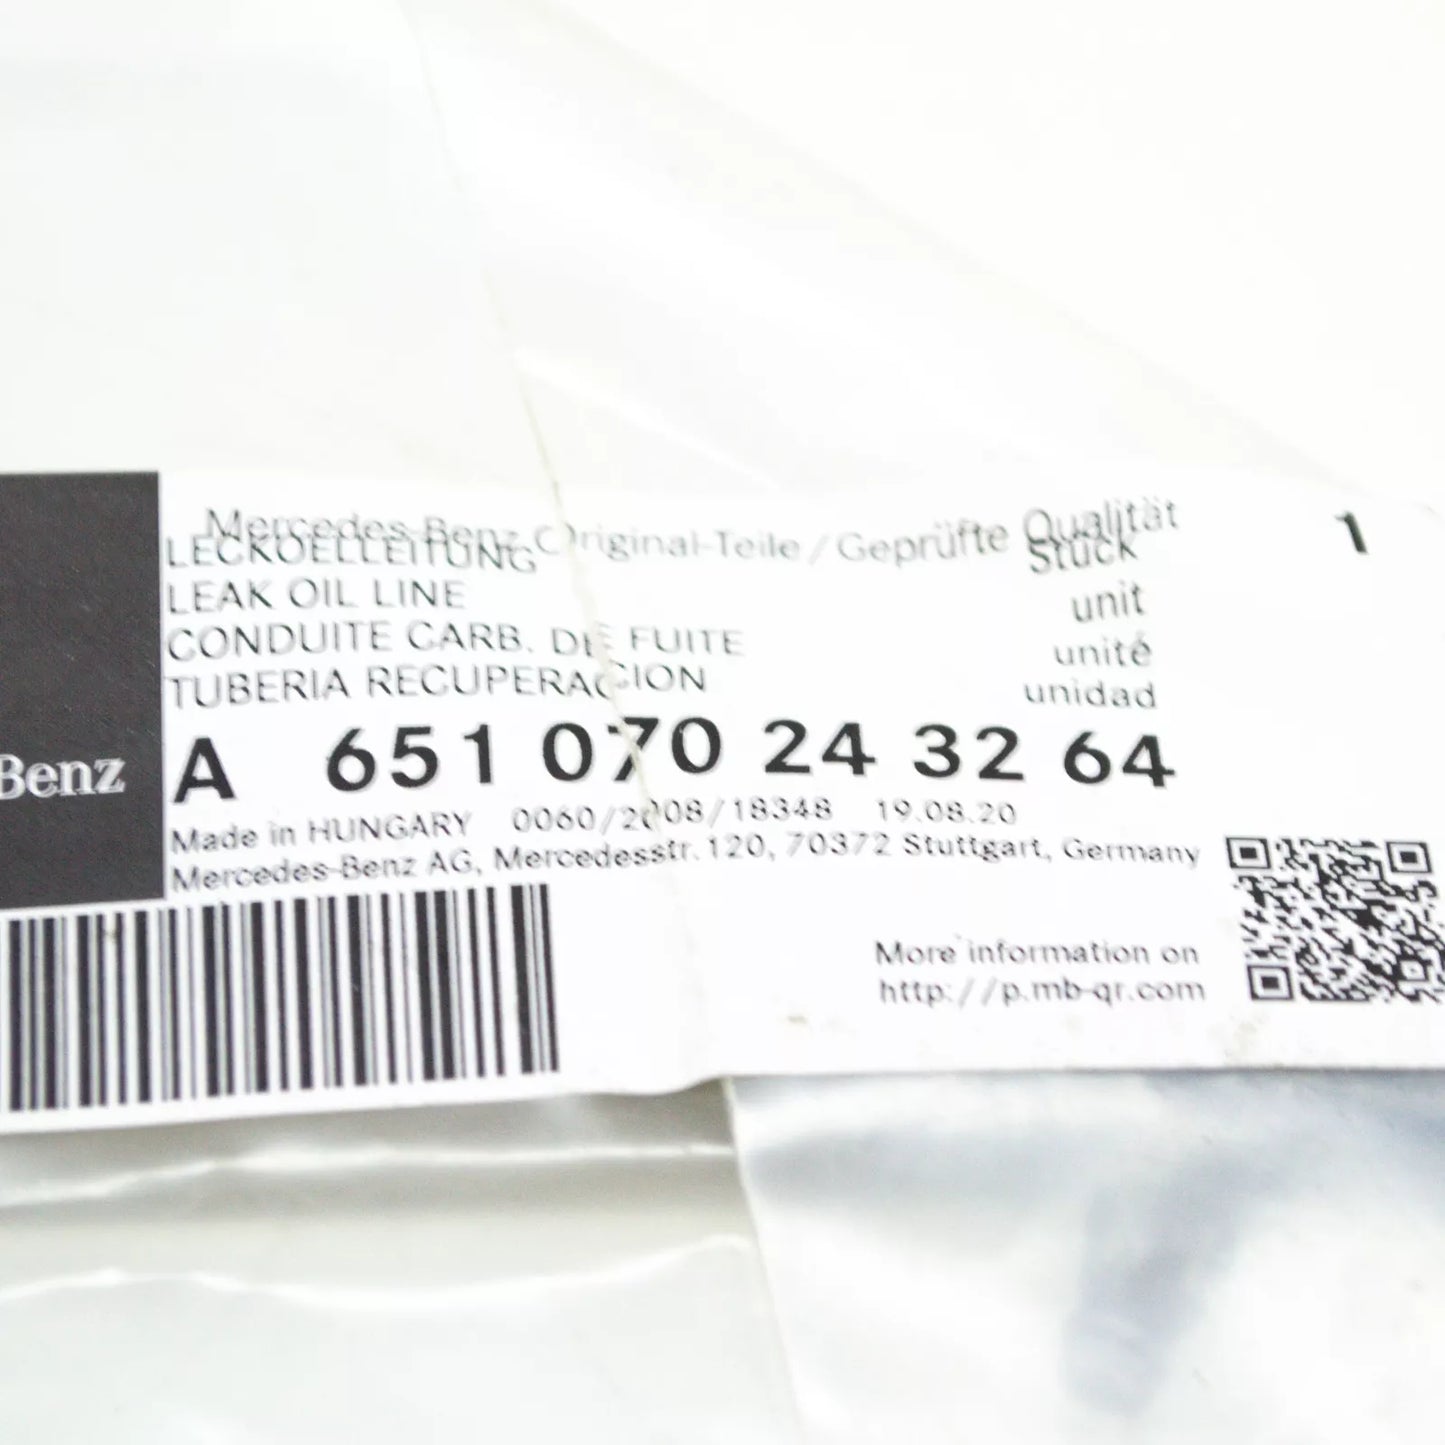 Mercedes-Benz Original-Teile / Geprüfte Qualität
LECKOELLEITUNG Stück 1
LEAK OIL LINE unit
CONDUITE CARB. DE FUITE unité
TUBERIA RECUPERACION unidad
Benz
A 651 070 24 32 64
Made in HUNGARY 0060/2008/18348 19.08.20
Mercedes-Benz AG, Mercedesstr. 120, 70372 Stuttgart, Germany
More information on
http://p.mb-qr.com